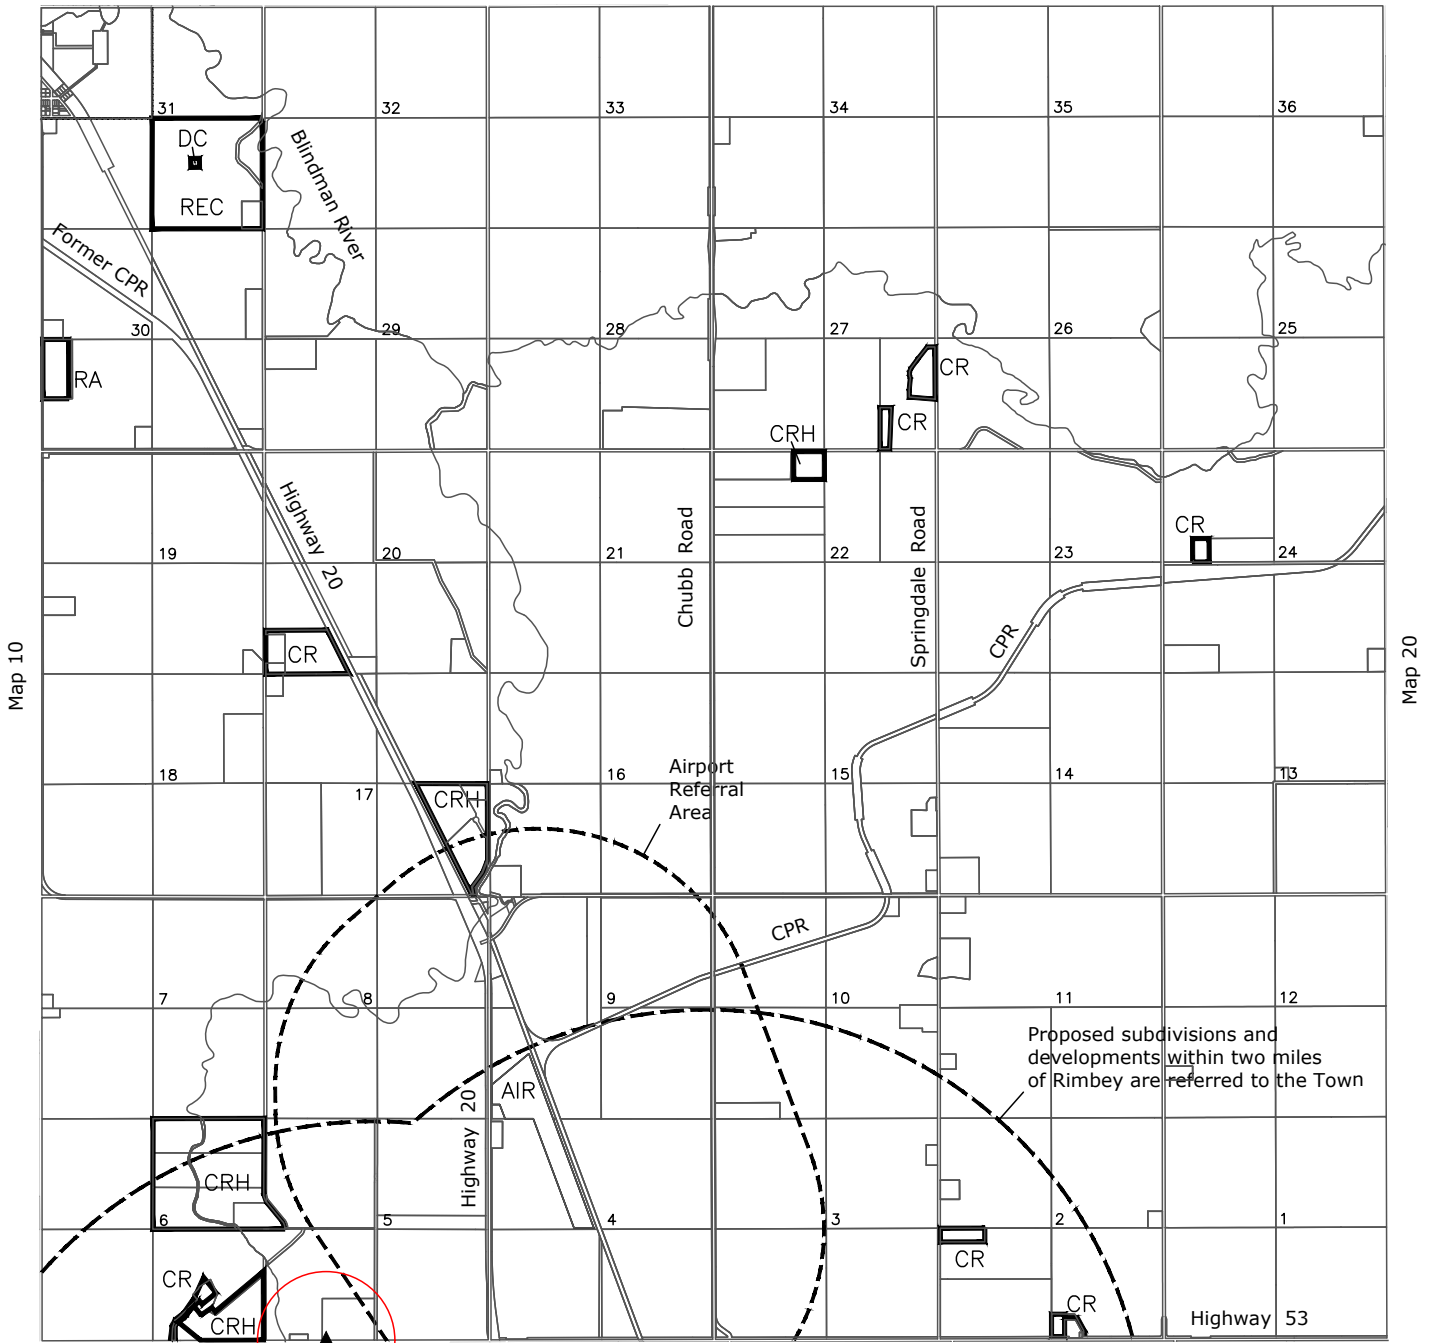 31
32
33
34
35
36
DC
REC
Blindman River
Former CPR
30
29
28
27
26
25
RA
CR
CR
CRH
Highway 20
19
20
21
22
23
24
CR
Chubb Road
Springdale Road
CPR
Map 10
Map 20
CR
18
17
16
15
14
13
CRH
Airport
Referral
Area
CPR
7
8
9
10
11
12
Proposed subdivisions and
developments within two miles
of Rimbey are referred to the Town
AIR
Highway 20
CRH
6
5
4
3
2
1
CR
CR
CRH
CR
Highway 53